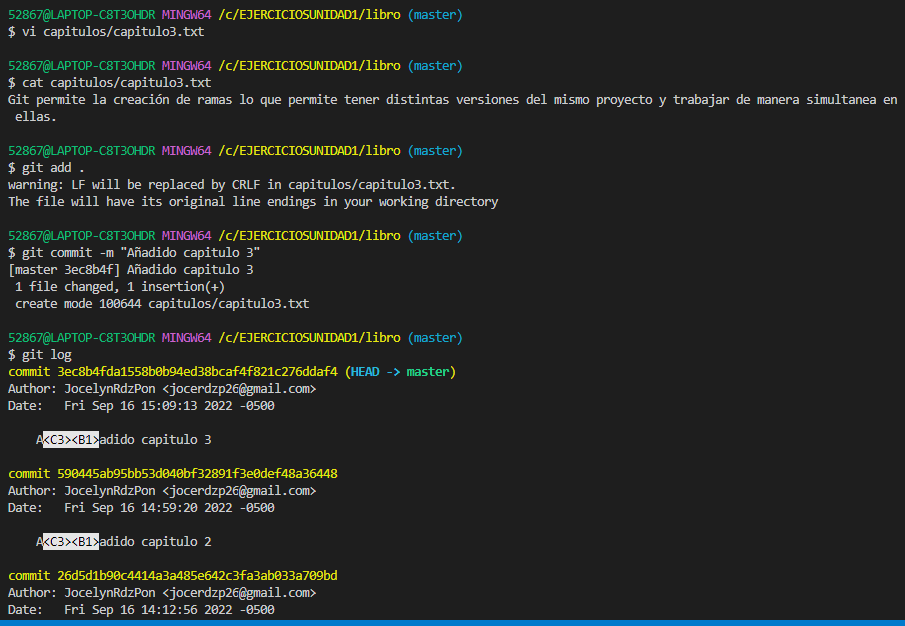 52867@LAPTOP-C8T3OHDR MINGW64 /c/EJERCICIOSUNIDAD1/libro (master)
$ vi capitulos/capitulo3.txt
52867@LAPTOP-C8T3OHDR MINGW64 /c/EJERCICIOSUNIDAD1/libro (master)
$ cat capitulos/capitulo3.txt
Git permite la creación de ramas lo que permite tener distintas versiones del mismo proyecto y trabajar de manera simultanea en
 ellas.
52867@LAPTOP-C8T3OHDR MINGW64 /c/EJERCICIOSUNIDAD1/libro (master)
$ git add .
warning: LF will be replaced by CRLF in capitulos/capitulo3.txt.
The file will have its original line endings in your working directory
52867@LAPTOP-C8T3OHDR MINGW64 /c/EJERCICIOSUNIDAD1/libro (master)
$ git commit -m "Añadido capitulo 3"
[master 3ec8b4f] Añadido capitulo 3
 1 file changed, 1 insertion(+)
 create mode 100644 capitulos/capitulo3.txt
52867@LAPTOP-C8T3OHDR MINGW64 /c/EJERCICIOSUNIDAD1/libro (master)
$ git log
commit 3ec8b4fda1558b0b94ed38bcaf4f821c276ddaf4 (HEAD -> master)
Author: JocelynRdzPon <jocerdzp26@gmail.com>
Date:   Fri Sep 16 15:09:13 2022 -0500
    A<C3><B1>adido capitulo 3
commit 590445ab95bb53d040bf32891f3e0def48a36448
Author: JocelynRdzPon <jocerdzp26@gmail.com>
Date:   Fri Sep 16 14:59:20 2022 -0500
    A<C3><B1>adido capitulo 2
commit 26d5d1b90c4414a3a485e642c3fa3ab033a709bd
Author: JocelynRdzPon <jocerdzp26@gmail.com>
Date:   Fri Sep 16 14:12:56 2022 -0500